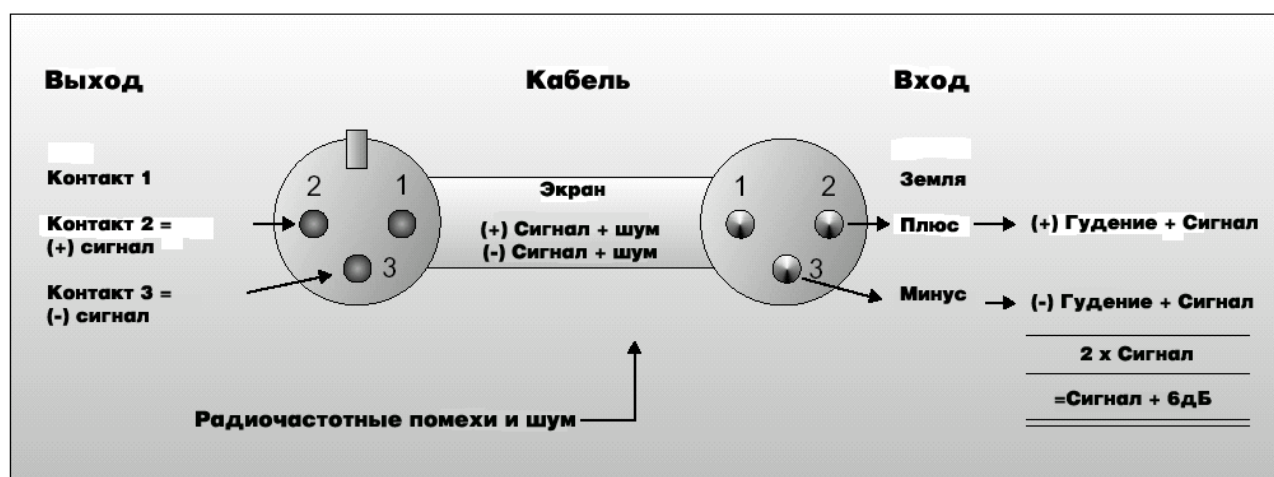 Выход
Кабель
Вход
Контакт 1
2
1
Экран
1
2
Земля
Контакт 2 =
(+) сигнал
(+) Сигнал + шум
(-) Сигнал + шум
Плюс
(+) Гудение + Сигнал
3
3
Контакт 3 =
(-) сигнал
Минус
(-) Гудение + Сигнал
2 x Сигнал
=Сигнал + 6дБ
Радиочастотные помехи и шум